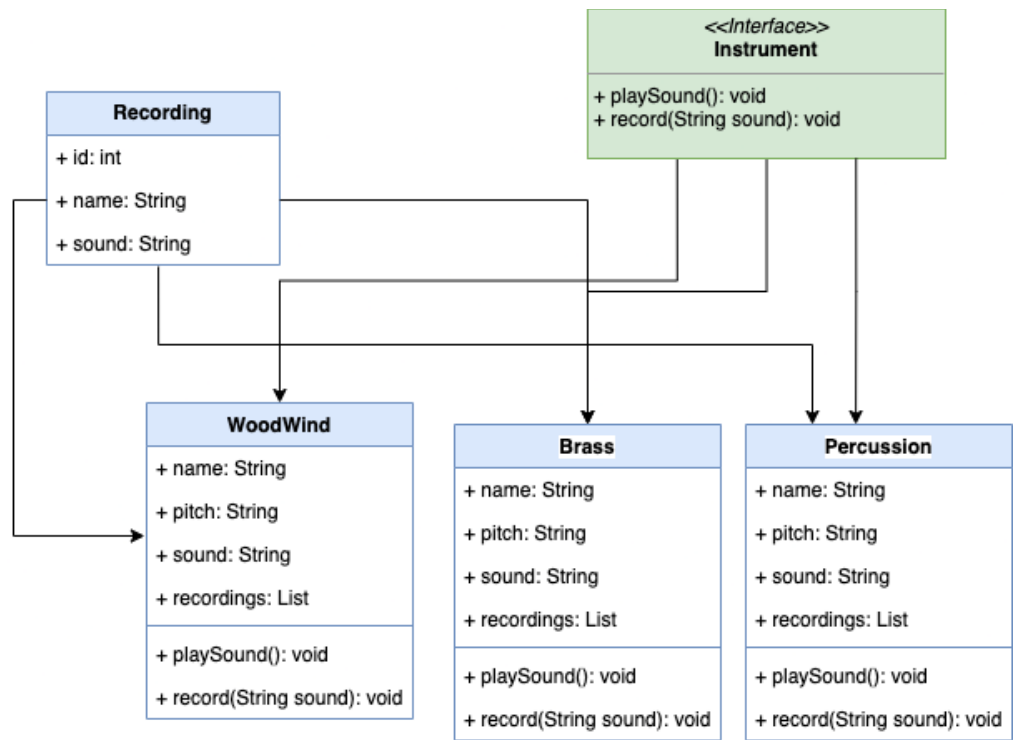 <<Interface>>
Instrument
+ playSound(): void
+ record(String sound): void
Recording
+ id: int
+ name: String
+ sound: String
WoodWind
+ name: String
+ pitch: String
+ sound: String
+ recordings: List
+ playSound(): void
+ record(String sound): void
Brass
+ name: String
+ pitch: String
+ sound: String
+ recordings: List
+ playSound(): void
+ record(String sound): void
Percussion
+ name: String
+ pitch: String
+ sound: String
+ recordings: List
+ playSound(): void
+ record(String sound): void